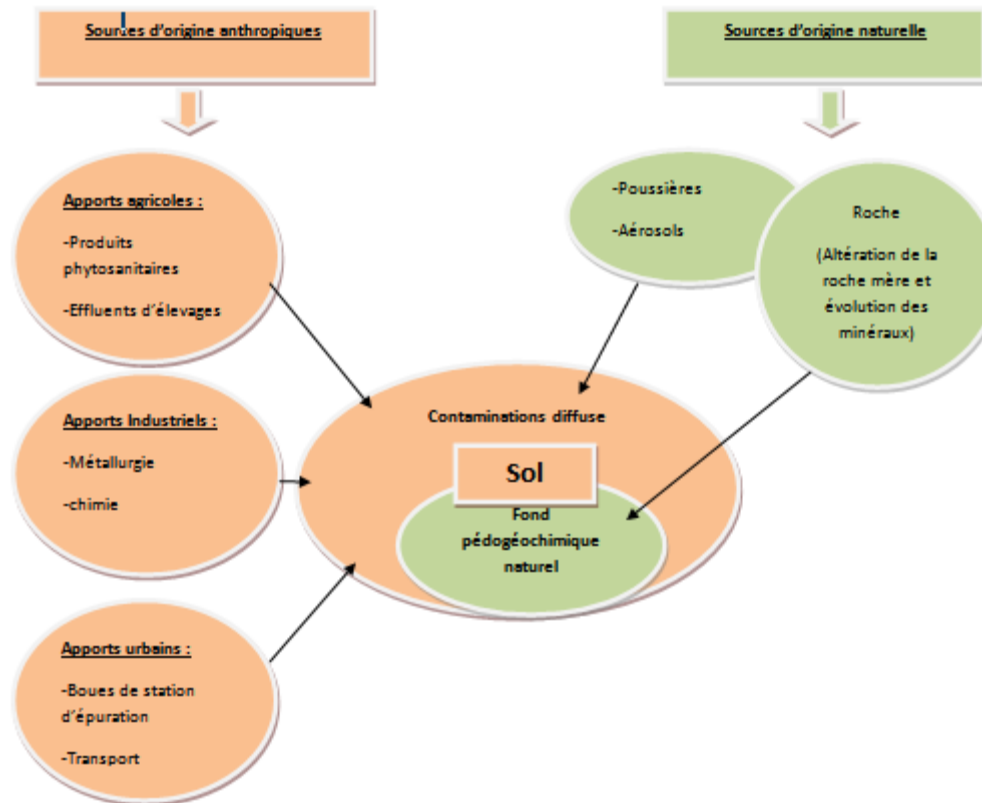 Sources d'origine anthropiques
Sources d'origine naturelle
Apports agricoles :
-Produits
phytosanitaires
-Effluents d'élevages
-Poussières
-Aérosols
Roche
(Altération de la
roche mère et
évolution des
minéraux)
Apports Industriels :
-Métallurgie
-chimie
Contaminations diffuse
Sol
Fond
pédogéochimique
naturel
Apports urbains :
-Boues de station
d'épuration
-Transport